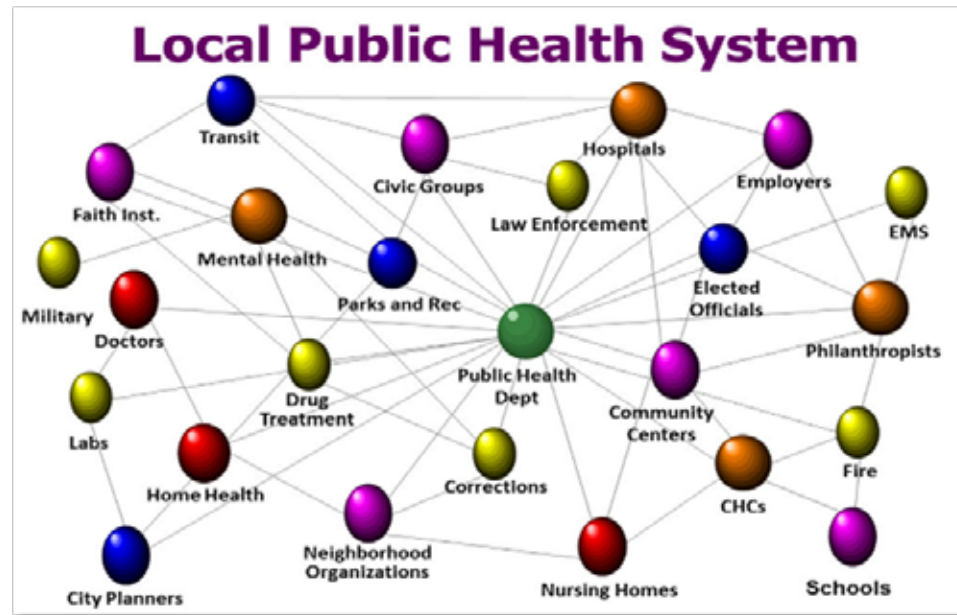 Local Public Health System
Transit
Hospitals
Civic Groups
Employers
Faith Inst.
Law Enforcement
EMS
Mental Health
Military
Parks and Rec
Elected
Officials
Doctors
Philanthropists
Public Health
Dept
Drug
Treatment
Community
Centers
Labs
Home Health
Corrections
Fire
CHCs
Neighborhood
Organizations
Nursing Homes
Schools
City Planners